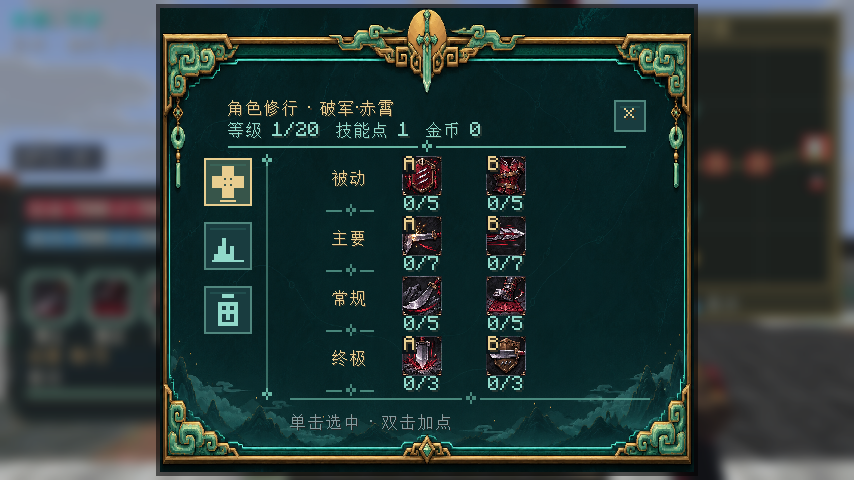 角色修行 · 破军·赤霄
等级 1/20 技能点 1 金币 0
×
被动 A 0/5 B 0/5
主要 A 0/7 B 0/7
常规 0/5 0/5
终极 A 0/3 B 0/3
单击选中 · 双击加点